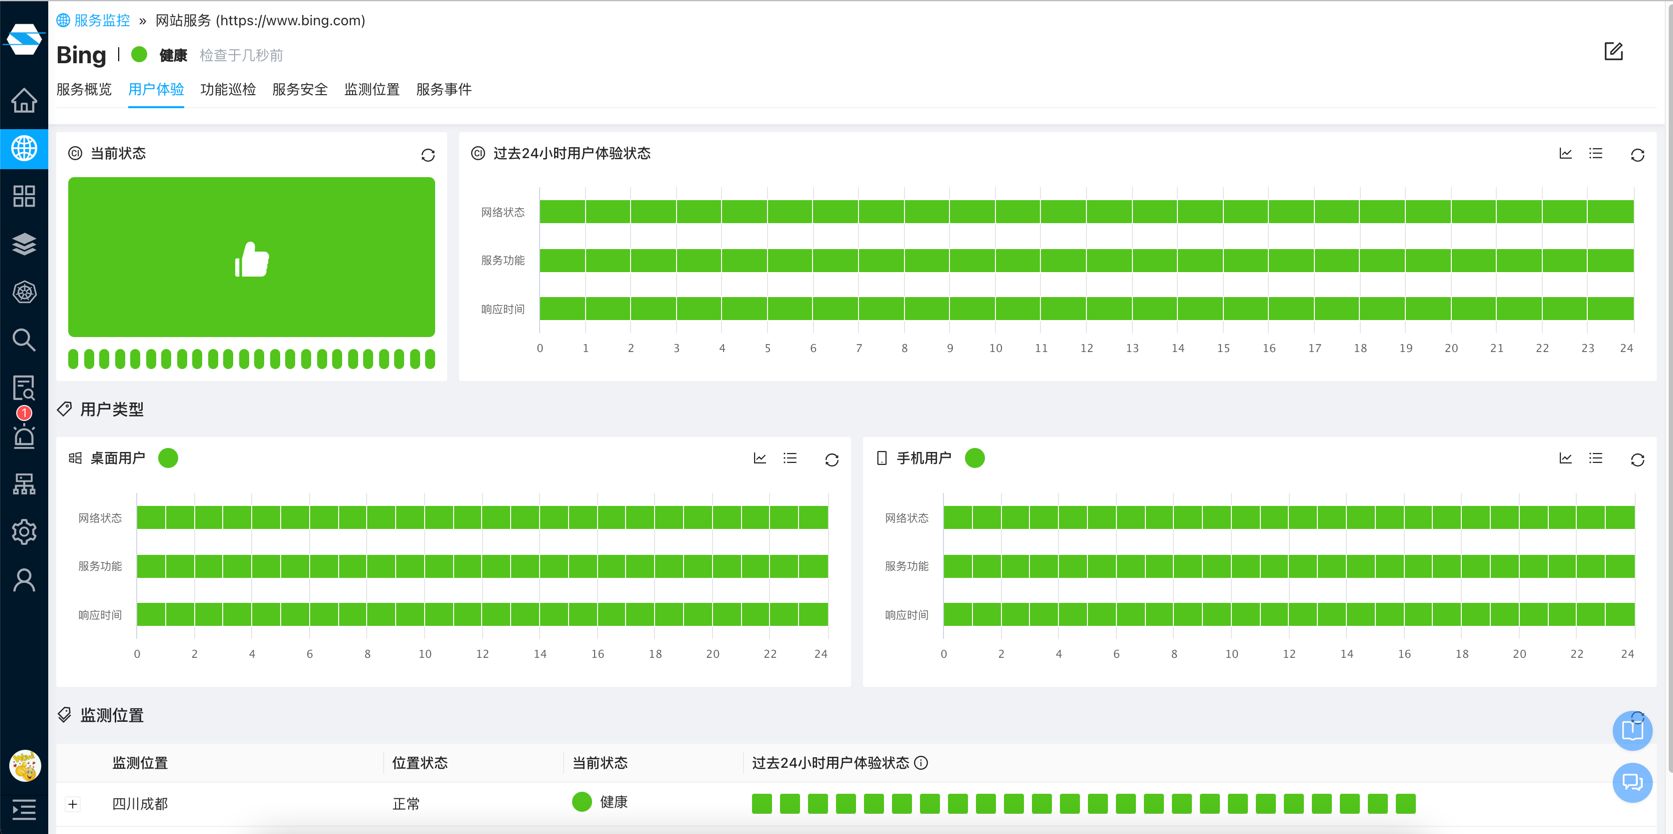 服务监控 » 网站服务 (https://www.bing.com)
Bing 健康 检查于几秒前
服务概览 用户体验 功能巡检 服务安全 监测位置 服务事件
当前状态
过去24小时用户体验状态
网络状态
服务功能
响应时间
0 1 2 3 4 5 6 7 8 9 10 11 12 13 14 15 16 17 18 19 20 21 22 23 24
1
用户类型
桌面用户
网络状态
服务功能
响应时间
0 2 4 6 8 10 12 14 16 18 20 22 24
手机用户
网络状态
服务功能
响应时间
0 2 4 6 8 10 12 14 16 18 20 22 24
监测位置
监测位置 位置状态 当前状态 过去24小时用户体验状态
四川成都 正常 健康